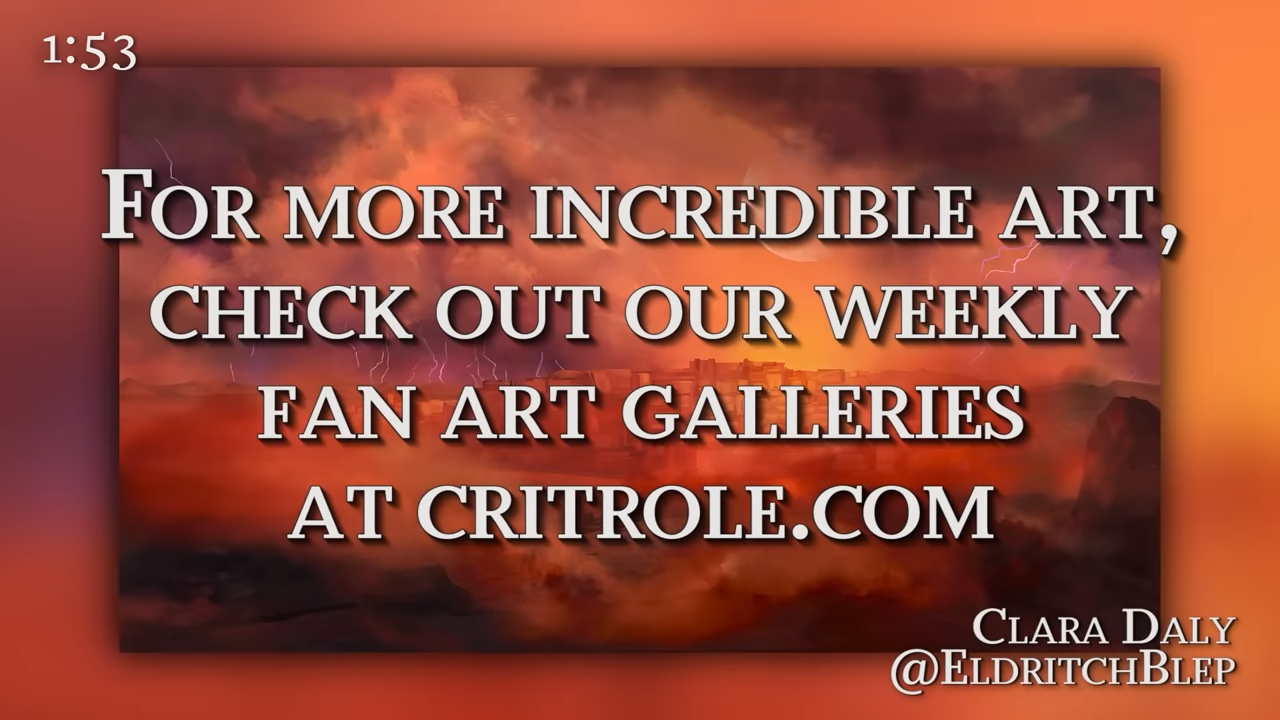 1:53
For more incredible art,
check out our weekly
fan art galleries
at critrole.com
Clara Daly
@EldritchBlep